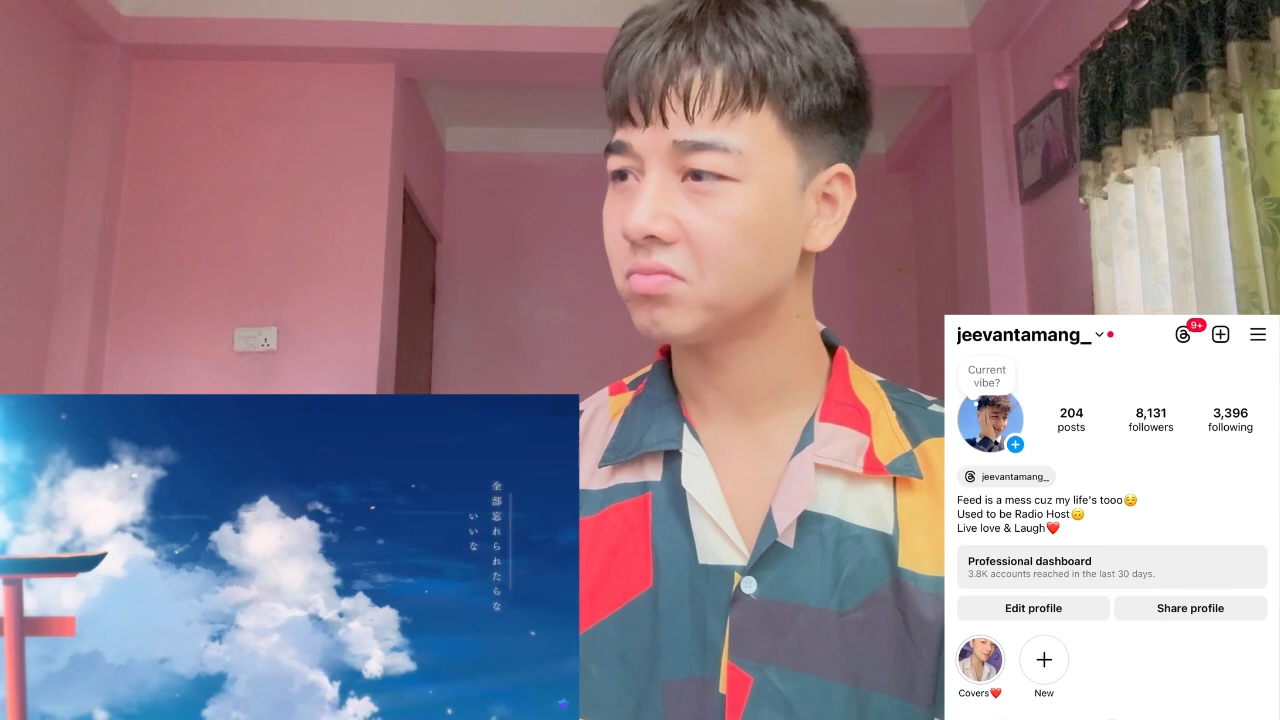 全部忘れられたらな
いいな
jeevantamang_
9+
Current
vibe?
204
posts
8,131
followers
3,396
following
jeevantamang_
Feed is a mess cuz my life's tooo😌
Used to be Radio Host🙃
Live love & Laugh❤️
Professional dashboard
3.8K accounts reached in the last 30 days.
Edit profile
Share profile
Covers❤️
New